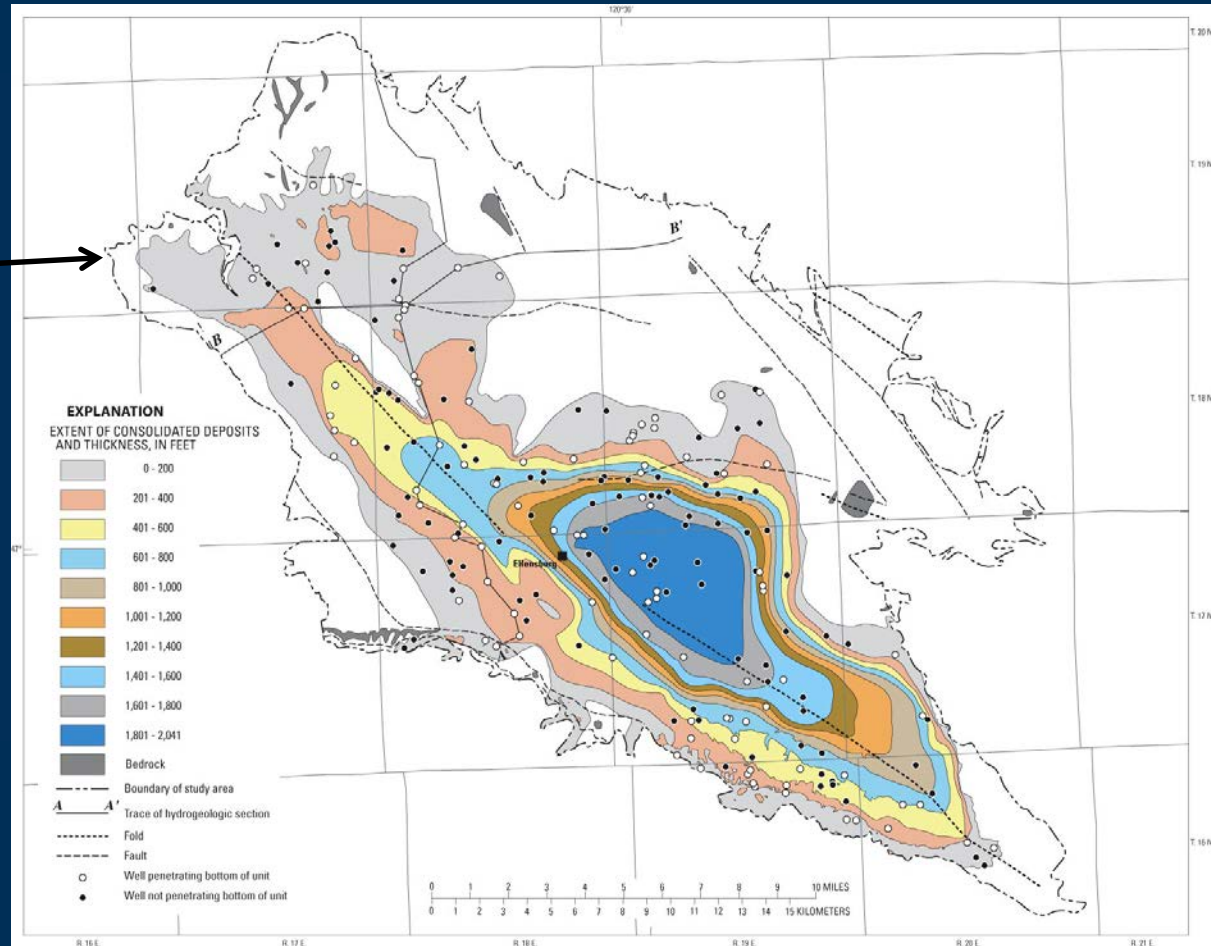 120°30'
T. 20 N
T. 19 N
B'
B
T. 18 N
EXPLANATION
EXTENT OF CONSOLIDATED DEPOSITS
AND THICKNESS, IN FEET
0 - 200
201 - 400
401 - 600
601 - 800
801 - 1,000
1,001 - 1,200
1,201 - 1,400
1,401 - 1,600
1,601 - 1,800
1,801 - 2,041
Bedrock
Boundary of study area
A A' Trace of hydrogeologic section
Fold
Fault
Well penetrating bottom of unit
Well not penetrating bottom of unit
47°
Ellensburg
T. 17 N
T. 16 N
0 1 2 3 4 5 6 7 8 9 10 MILES
0 1 2 3 4 5 6 7 8 9 10 11 12 13 14 15 KILOMETERS
R. 16 E. R. 17 E. R. 18 E. R. 19 E. R. 20 E. R. 21 E.